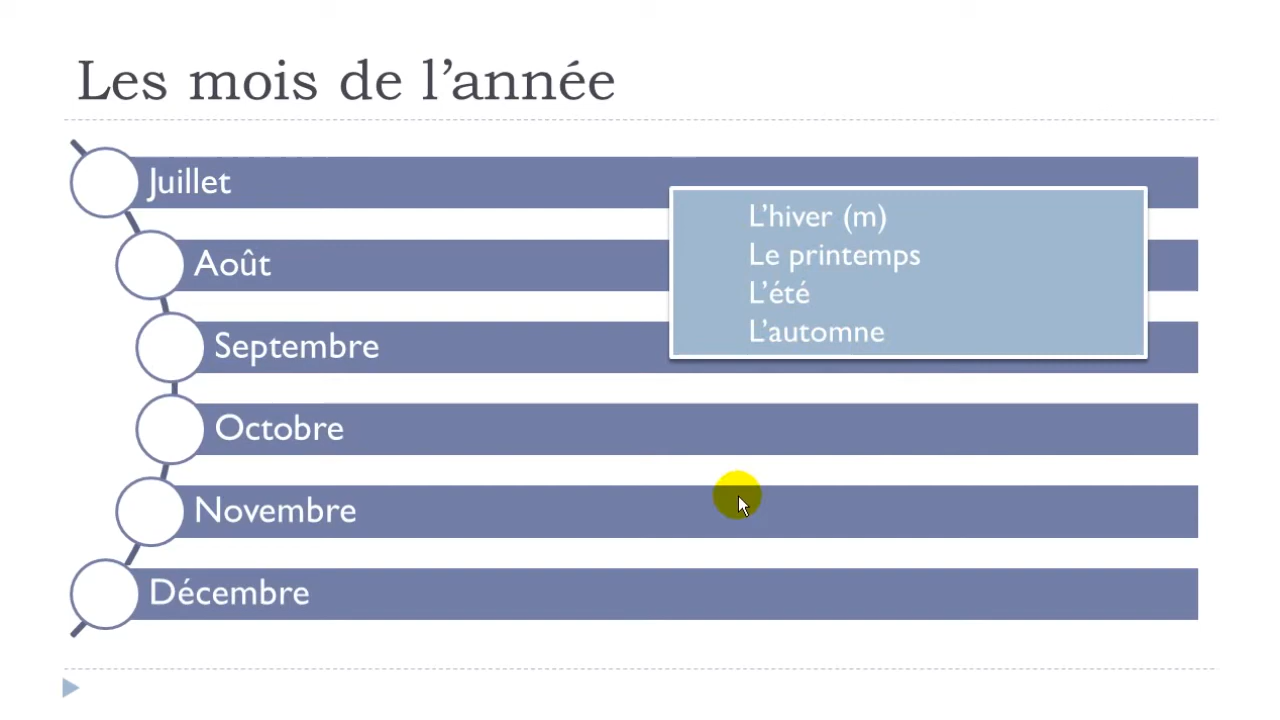 Les mois de l’année
Juillet
Août
Septembre
Octobre
Novembre
Décembre
L’hiver (m)
Le printemps
L’été
L’automne